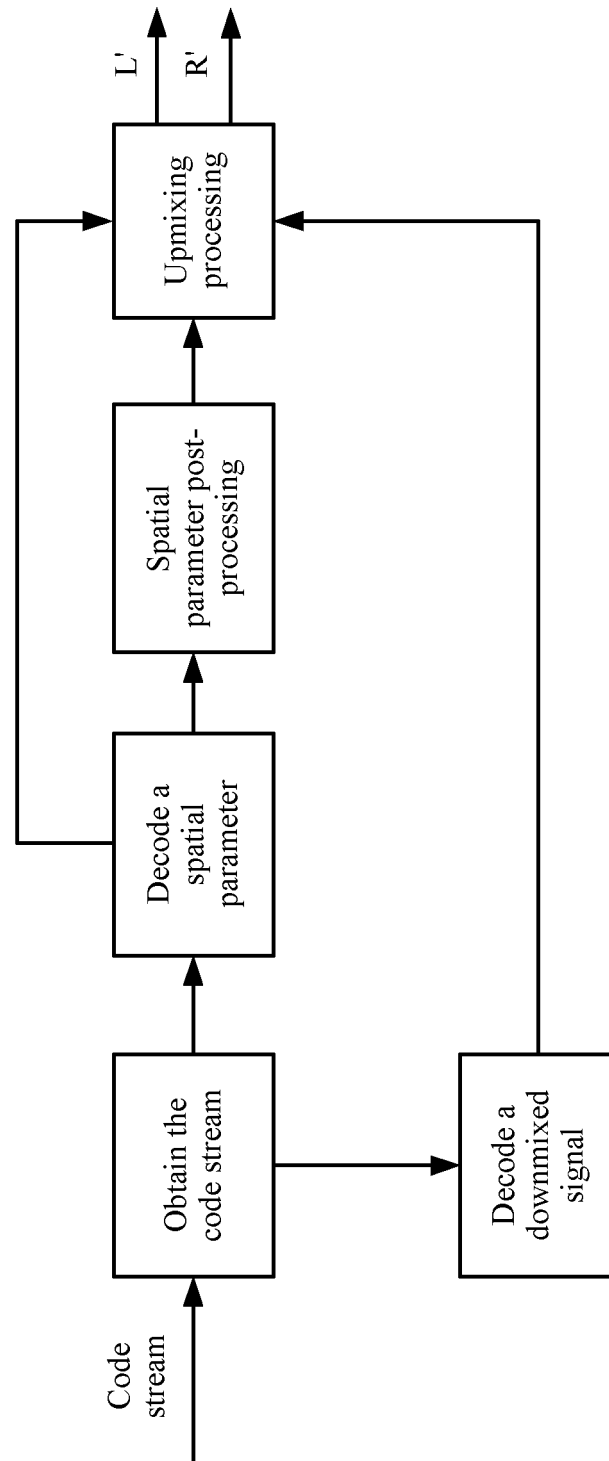 Code
stream
Obtain the
code stream
Decode a
spatial
parameter
Spatial
parameter post-
processing
Upmixing
processing
L'
R'
Decode a
downmixed
signal